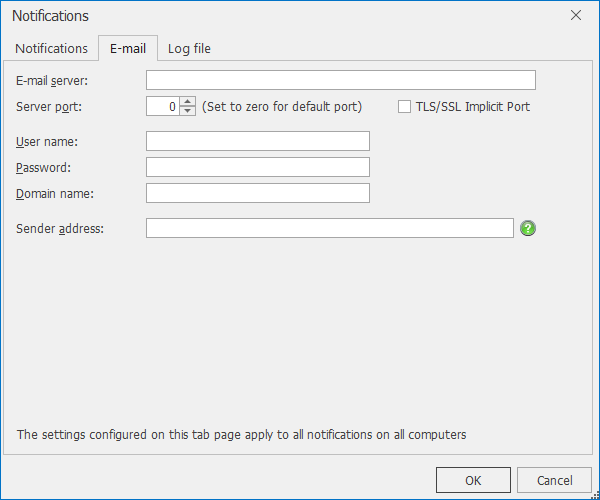 Notifications
Notifications E-mail Log file
E-mail server:
Server port: 0 (Set to zero for default port) TLS/SSL Implicit Port
User name:
Password:
Domain name:
Sender address: ?
The settings configured on this tab page apply to all notifications on all computers
OK Cancel